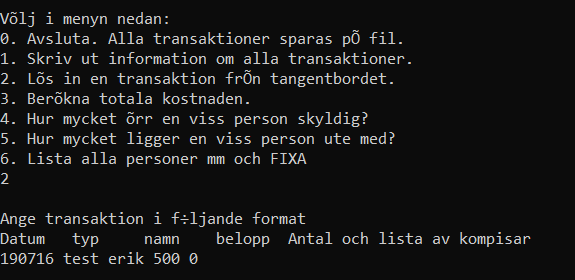 Võlj i menyn nedan:
0. Avsluta. Alla transaktioner sparas pÕ fil.
1. Skriv ut information om alla transaktioner.
2. Lõs in en transaktion frÕn tangentbordet.
3. Berõkna totala kostnaden.
4. Hur mycket õrr en viss person skyldig?
5. Hur mycket ligger en viss person ute med?
6. Lista alla personer mm och FIXA
2
Ange transaktion i f÷ljande format
Datum   typ     namn    belopp  Antal och lista av kompisar
190716 test erik 500 0